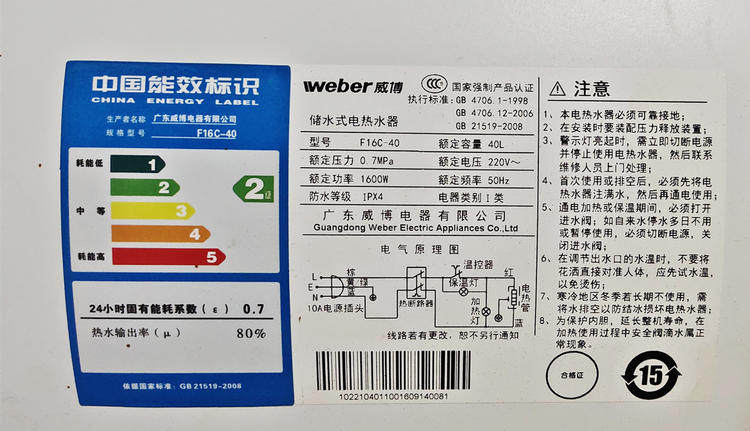 中国能效标识
CHINA ENERGY LABEL
生产者名称 广东威博电器有限公司
规格型号 F16C-40
耗能低
中 等
耗能高
1
2
3
4
5
2级
24小时固有能耗系数（ε） 0.7
热水输出率（μ） 80%
依据国家标准：GB 21519-2008
weber威博
CCC
国家强制产品认证
执行标准：GB 4706.1-1998
GB 4706.12-2006
GB 21519-2008
储水式电热水器
型号 F16C-40 额定容量 40L
额定压力 0.7MPa 额定电压 220V～
额定功率 1600W 额定频率 50Hz
防水等级 IPX4 电器类别 I 类
广东威博电器有限公司
Guangdong Weber Electric Appliances Co.,Ltd
电气原理图
L
E
N
棕
黄/绿
蓝
10A电源插头
热断路器
温控器
保温灯
加热灯
红
电热管
蓝
线路若有更改，恕不另行通知
1022104011001609140081
注意
1、本电热水器必须可靠接地；
2、在安装时要装配压力释放装置；
3、警示灯亮起时，需立即切断电源
并停止使用电热水器，然后联系
维修人员上门处理；
4、首次使用或排空后，必须先将电
热水器注满水，然后再通电使用；
5、通电加热或保温期间，必须打开
进水阀；如自来水停水多日不用
或暂停使用，必须切断电源，关
闭进水阀；
6、在调节出水口的水温时，不要将
花洒直接对准人体，应先试水温，
以免烫伤；
7、寒冷地区冬季若长期不使用，需
将水排空以防结冰损坏电热水器；
8、为保护内胆，延长整机寿命，在
加热使用过程中安全阀滴水属正
常现象。
合格证
15